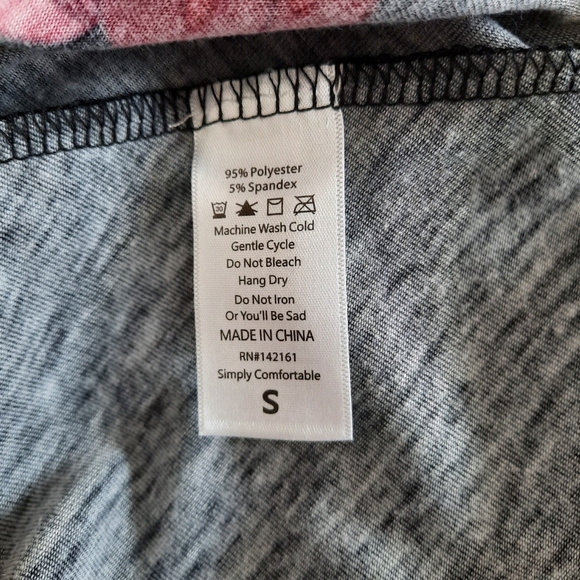 95% Polyester
5% Spandex
30
Machine Wash Cold
Gentle Cycle
Do Not Bleach
Hang Dry
Do Not Iron
Or You'll Be Sad
MADE IN CHINA
RN#142161
Simply Comfortable
S